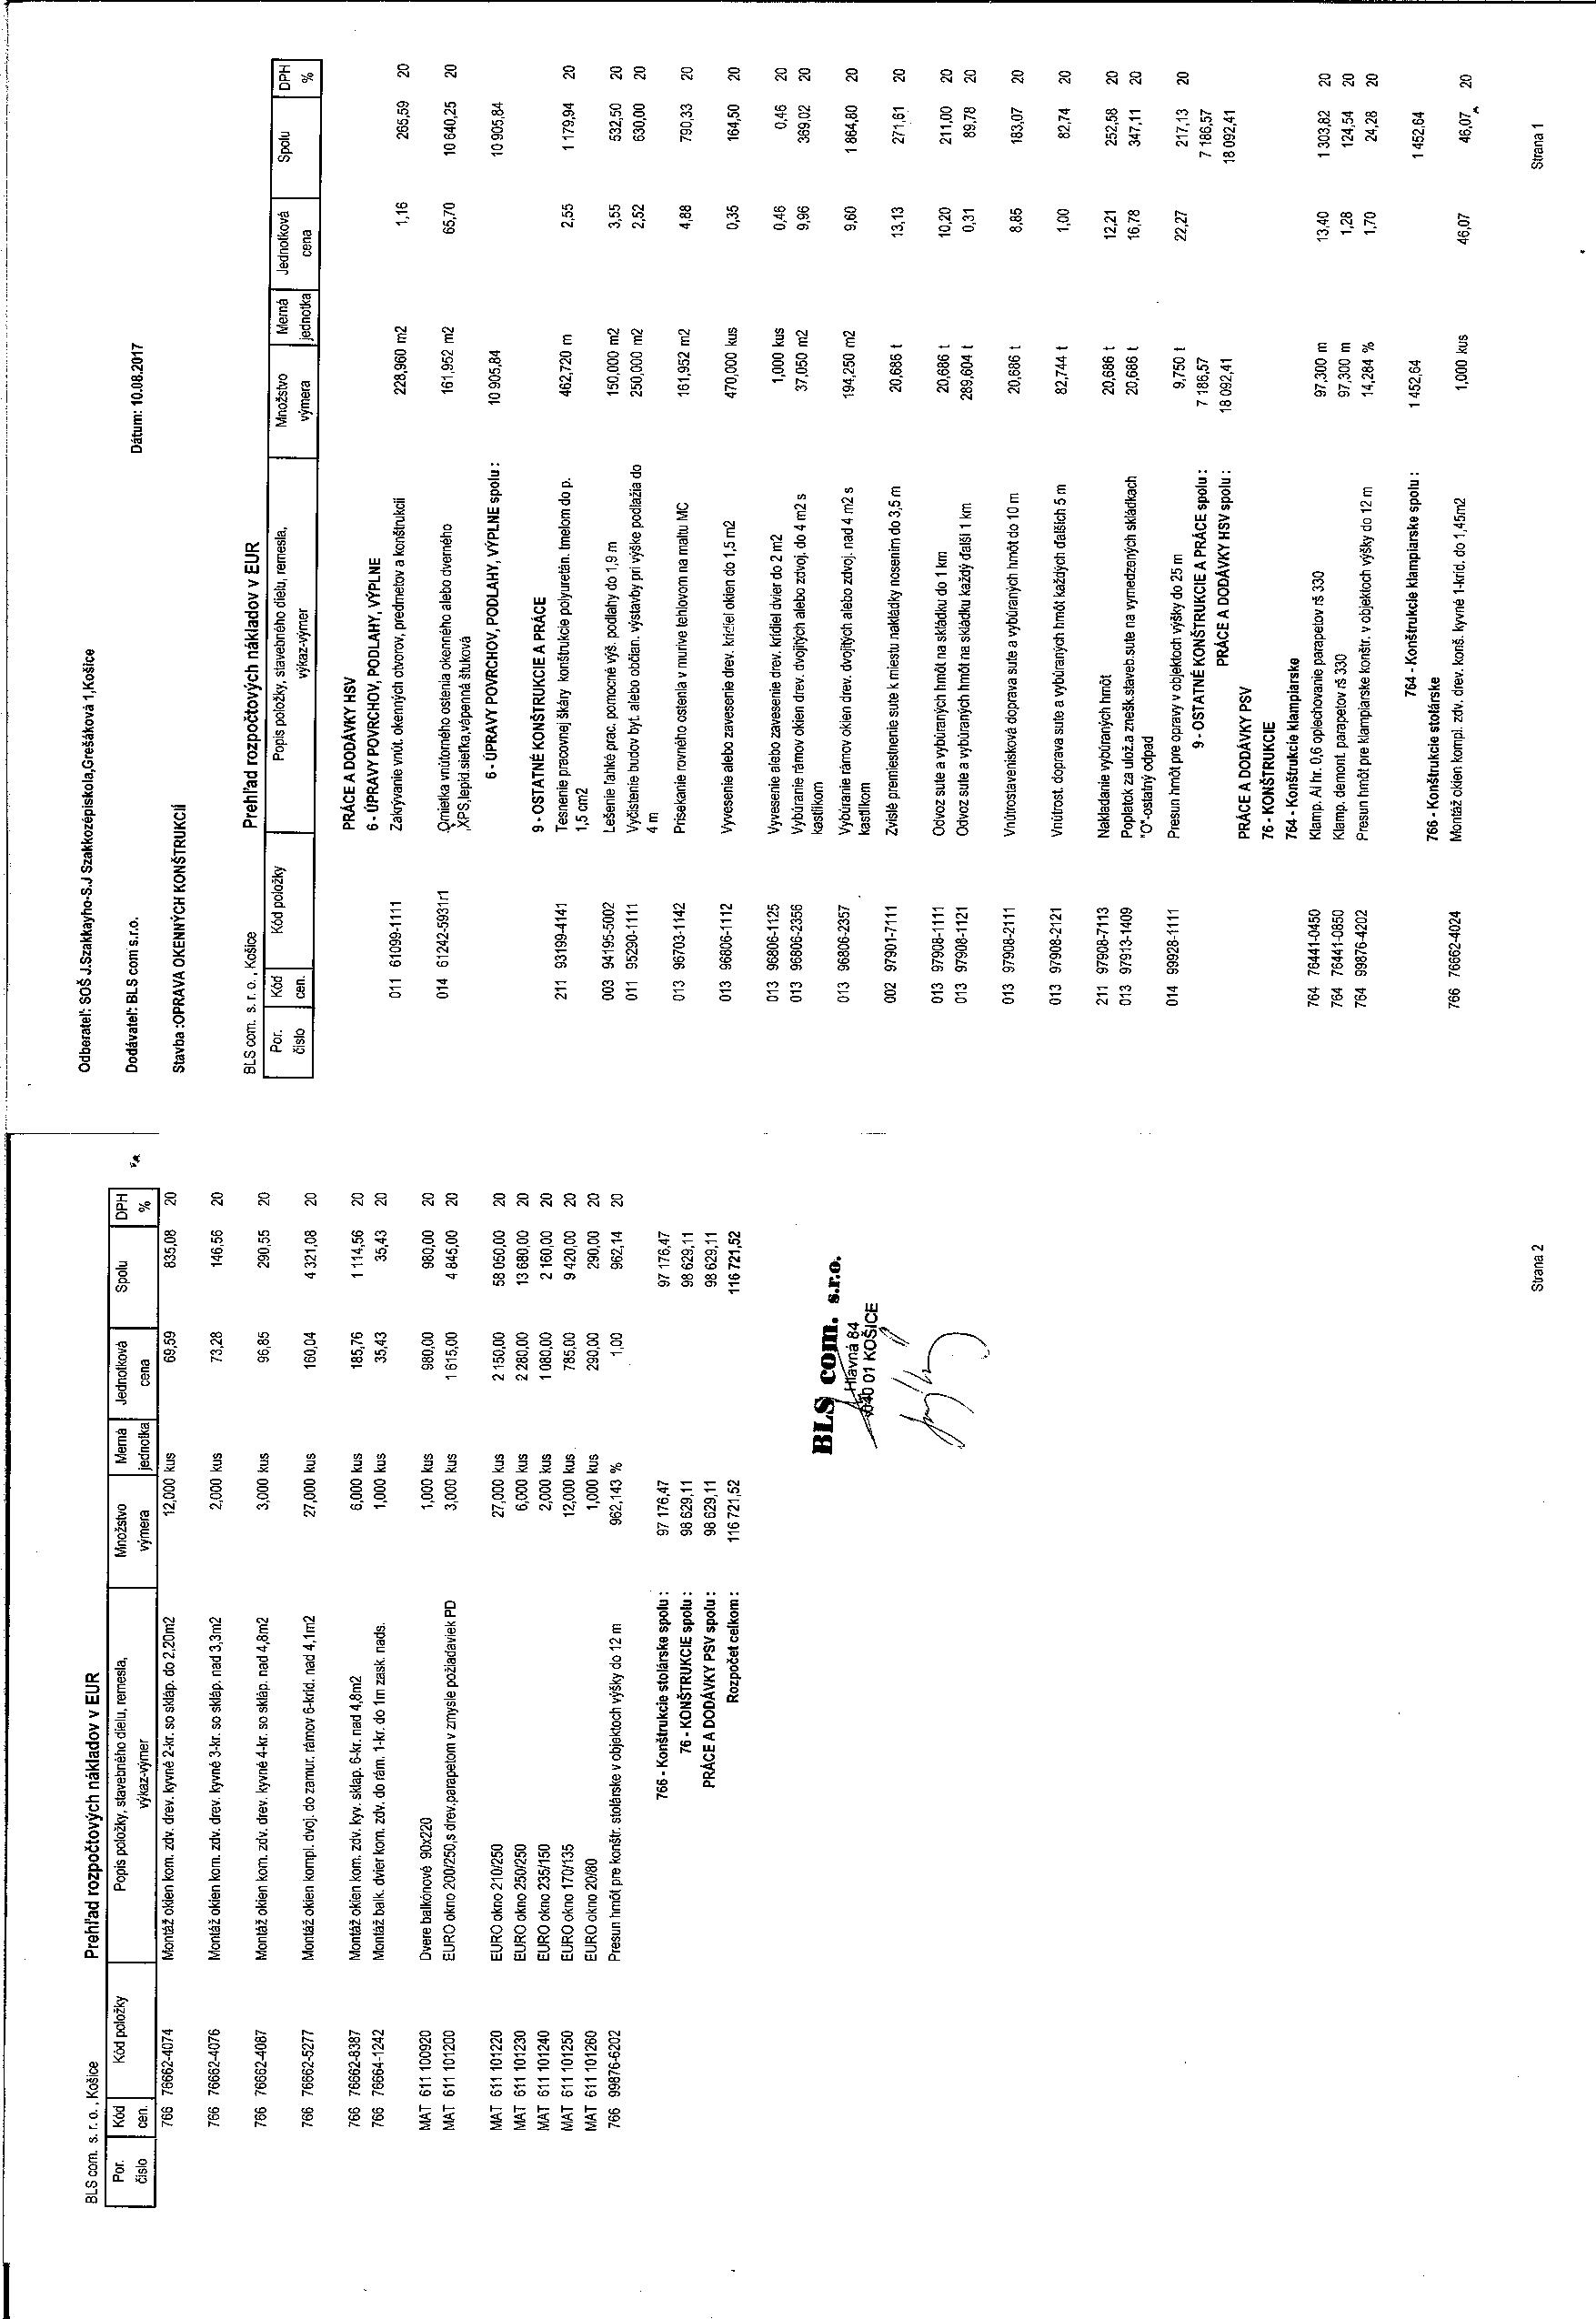 Odberateľ: SOŠ J.Szakkayho-S.J Szakkozépiskola,Grešáková 1,Košice
Dodávateľ: BLS com s.r.o. Dátum: 10.08.2017
Stavba :OPRAVA OKENNÝCH KONŠTRUKCIÍ
BLS com. s. r. o. , Košice Prehľad rozpočtových nákladov v EUR
Por. Kód Kód položky Popis položky, stavebného dielu, remesla, Množstvo Merná Jednotková Spolu DPH
číslo cen. výkaz-výmer výmera jednotka cena %
PRÁCE A DODÁVKY HSV
6 - ÚPRAVY POVRCHOV, PODLAHY, VÝPLNE
011 61099-1111 Zakrývanie vnút. okenných otvorov, predmetov a konštrukcií 228,960 m2 1,16 265,59 20
014 61242-5931r1 Omietka vnútorného ostenia okenného alebo dverného 161,952 m2 65,70 10 640,25 20
,XPS,lepid.sieťka,vápenná štuková
6 - ÚPRAVY POVRCHOV, PODLAHY, VÝPLNE spolu : 10 905,84 10 905,84
9 - OSTATNÉ KONŠTRUKCIE A PRÁCE
211 93199-4141 Tesnenie pracovnej škáry konštrukcie polyuretán. tmelom do p. 462,720 m 2,55 1 179,94 20
1,5 cm2
003 94195-5002 Lešenie ľahké prac. pomocné výš. podlahy do 1,9 m 150,000 m2 3,55 532,50 20
011 95290-1111 Vyčistenie budov byt. alebo občian. výstavby pri výške podlažia do 250,000 m2 2,52 630,00 20
4 m
013 96703-1142 Prisekanie rovného ostenia v murive tehlovom na maltu MC 161,952 m2 4,88 790,33 20
013 96806-1112 Vyvesenie alebo zavesenie drev. krídiel okien do 1,5 m2 470,000 kus 0,35 164,50 20
013 96806-1125 Vyvesenie alebo zavesenie drev. krídiel dvier do 2 m2 1,000 kus 0,46 0,46 20
013 96806-2356 Vybúranie rámov okien drev. dvojitých alebo zdvoj. do 4 m2 s 37,050 m2 9,96 369,02 20
kastlíkom
013 96806-2357 Vybúranie rámov okien drev. dvojitých alebo zdvoj. nad 4 m2 s 194,250 m2 9,60 1 864,80 20
kastlíkom
002 97901-7111 Zvislé premiestnenie sute k miestu nakládky nosením do 3,5 m 20,686 t 13,13 271,61 20
013 97908-1111 Odvoz sute a vybúraných hmôt na skládku do 1 km 20,686 t 10,20 211,00 20
013 97908-1121 Odvoz sute a vybúraných hmôt na skládku každý ďalší 1 km 289,604 t 0,31 89,78 20
013 97908-2111 Vnútrostavenisková doprava sute a vybúraných hmôt do 10 m 20,686 t 8,85 183,07 20
013 97908-2121 Vnútrost. doprava sute a vybúraných hmôt každých ďalších 5 m 82,744 t 1,00 82,74 20
211 97908-7113 Nakladanie vybúraných hmôt 20,686 t 12,21 252,58 20
013 97913-1409 Poplatok za ulož.a znešk.staveb.sute na vymedzených skládkach 20,686 t 16,78 347,11 20
"O"-ostatný odpad
014 99928-1111 Presun hmôt pre opravy v objektoch výšky do 25 m 9,750 t 22,27 217,13 20
9 - OSTATNÉ KONŠTRUKCIE A PRÁCE spolu : 7 186,57 7 186,57
PRÁCE A DODÁVKY HSV spolu : 18 092,41 18 092,41
PRÁCE A DODÁVKY PSV
76 - KONŠTRUKCIE
764 - Konštrukcie klampiarske
764 76441-0450 Klamp. Al hr. 0,6 oplechovanie parapetov rš 330 97,300 m 13,40 1 303,82 20
764 76441-0850 Klamp. demont. parapetov rš 330 97,300 m 1,28 124,54 20
764 99876-4202 Presun hmôt pre klampiarske konštr. v objektoch výšky do 12 m 14,284 % 1,70 24,28 20
764 - Konštrukcie klampiarske spolu : 1 452,64 1 452,64
766 - Konštrukcie stolárske
766 76662-4024 Montáž okien kompl. zdv. drev. konš. kyvné 1-kríd. do 1,45m2 1,000 kus 46,07 46,07 20
Strana 1
BLS com. s. r. o. , Košice Prehľad rozpočtových nákladov v EUR
Por. Kód Kód položky Popis položky, stavebného dielu, remesla, Množstvo Merná Jednotková Spolu DPH
číslo cen. výkaz-výmer výmera jednotka cena %
766 76662-4074 Montáž okien kom. zdv. drev. kyvné 2-kr. so skláp. do 2,20m2 12,000 kus 69,59 835,08 20
766 76662-4076 Montáž okien kom. zdv. drev. kyvné 3-kr. so skláp. nad 3,3m2 2,000 kus 73,28 146,56 20
766 76662-4087 Montáž okien kom. zdv. drev. kyvné 4-kr. so skláp. nad 4,8m2 3,000 kus 96,85 290,55 20
766 76662-5277 Montáž okien kompl. dvoj. do zamur. rámov 6-kríd. nad 4,1m2 27,000 kus 160,04 4 321,08 20
766 76662-8387 Montáž okien kom. zdv. kyv. sklap. 6-kr. nad 4,8m2 6,000 kus 185,76 1 114,56 20
766 76664-1242 Montáž balk. dvier kom. zdv. do rám. 1-kr. do 1m zask. nads. 1,000 kus 35,43 35,43 20
MAT 611 100920 Dvere balkónové 90x220 1,000 kus 980,00 980,00 20
MAT 611 101200 EURO okno 200/250,s drev.parapetom v zmysle požiadaviek PD 3,000 kus 1 615,00 4 845,00 20
MAT 611 101220 EURO okno 210/250 27,000 kus 2 150,00 58 050,00 20
MAT 611 101230 EURO okno 250/250 6,000 kus 2 280,00 13 680,00 20
MAT 611 101240 EURO okno 235/150 2,000 kus 1 080,00 2 160,00 20
MAT 611 101250 EURO okno 170/135 12,000 kus 785,00 9 420,00 20
MAT 611 101260 EURO okno 20/80 1,000 kus 290,00 290,00 20
766 99876-6202 Presun hmôt pre konštr. stolárske v objektoch výšky do 12 m 962,143 % 1,00 962,14 20
766 - Konštrukcie stolárske spolu : 97 176,47 97 176,47
76 - KONŠTRUKCIE spolu : 98 629,11 98 629,11
PRÁCE A DODÁVKY PSV spolu : 98 629,11 98 629,11
Rozpočet celkom : 116 721,52 116 721,52
BLS com. s.r.o.
Hlavná 84
040 01 KOŠICE
Strana 2